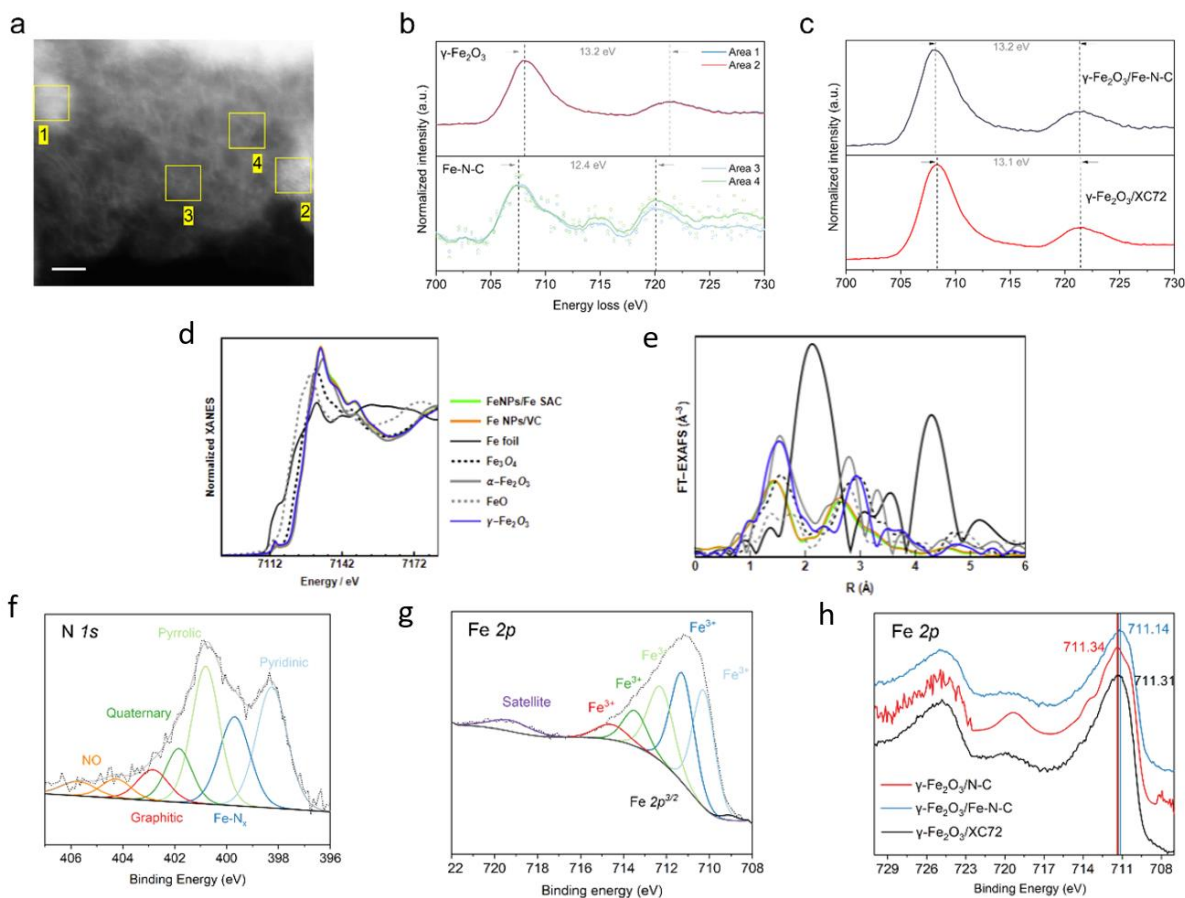 a
1
4
3
2
b
γ-Fe₂O₃
13.2 eV
Area 1
Area 2
Fe-N-C
12.4 eV
Area 3
Area 4
Normalized intensity (a.u.)
700 705 710 715 720 725 730
Energy loss (eV)
c
13.2 eV
γ-Fe₂O₃/Fe-N-C
13.1 eV
γ-Fe₂O₃/XC72
Normalized intensity (a.u.)
700 705 710 715 720 725 730
d
Normalized XANES
7112 7142 7172
Energy / eV
FeNPs/Fe SAC
Fe NPs/VC
Fe foil
Fe₃O₄
α-Fe₂O₃
FeO
γ-Fe₂O₃
e
FT-EXAFS (Å⁻³)
0 1 2 3 4 5 6
R (Å)
f
N 1s
Pyrrolic
Pyridinic
Quaternary
NO
Graphitic
Fe-Nₓ
406 404 402 400 398 396
Binding Energy (eV)
g
Fe 2p
Fe³⁺
Fe³⁺
Fe³⁺
Fe³⁺
Fe³⁺
Satellite
Fe 2p³/²
22 720 718 716 714 712 710 708
Binding energy (eV)
h
Fe 2p
711.14
711.34
711.31
γ-Fe₂O₃/N-C
γ-Fe₂O₃/Fe-N-C
γ-Fe₂O₃/XC72
729 726 723 720 717 714 711 708
Binding Energy (eV)